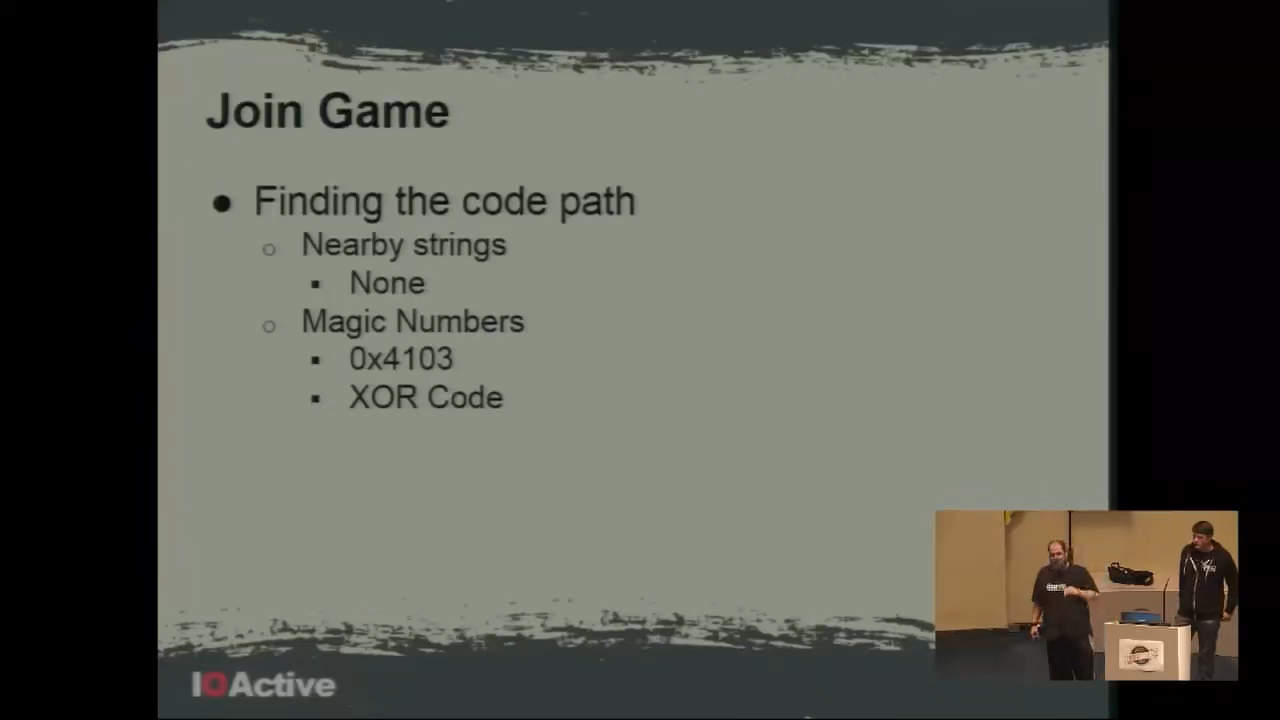 Join Game
Finding the code path
Nearby strings
None
Magic Numbers
0x4103
XOR Code
IOActive